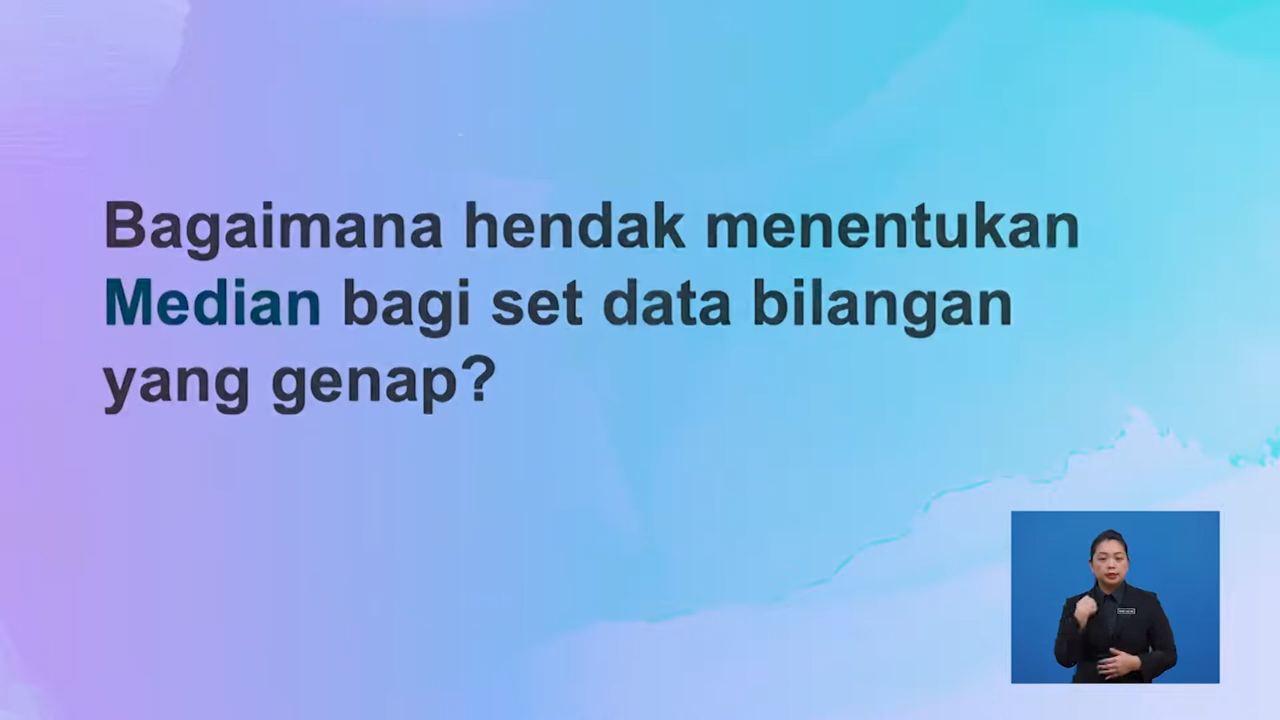 Bagaimana hendak menentukan
Median bagi set data bilangan
yang genap?